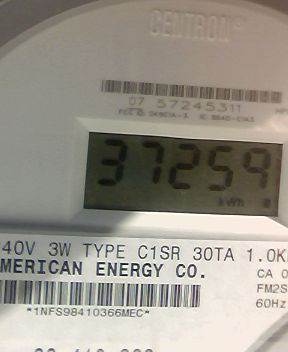 CENTRON®
07 57245311
37259
kWh
40V 3W TYPE C1SR 30TA 1.0K
MERICAN ENERGY CO.
CA 0
FM2S
60Hz
*1NFS98410366MEC*